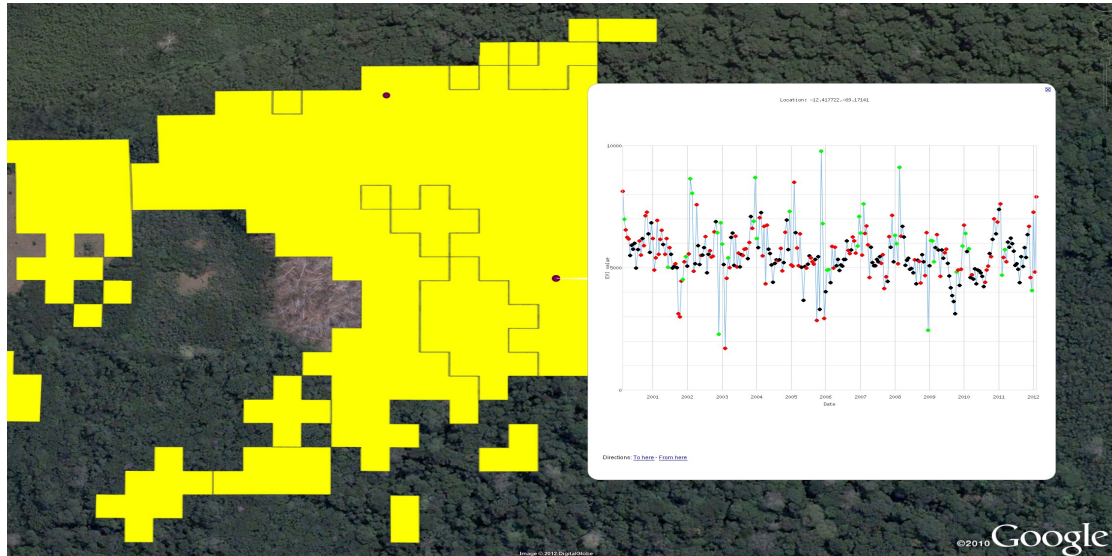 Location: -12.417722,-69.17141
10000
5000
0
EVI value
2001 2002 2003 2004 2005 2006 2007 2008 2009 2010 2011 2012
Date
Directions: To here - From here
Image © 2012 DigitalGlobe
©2010 Google